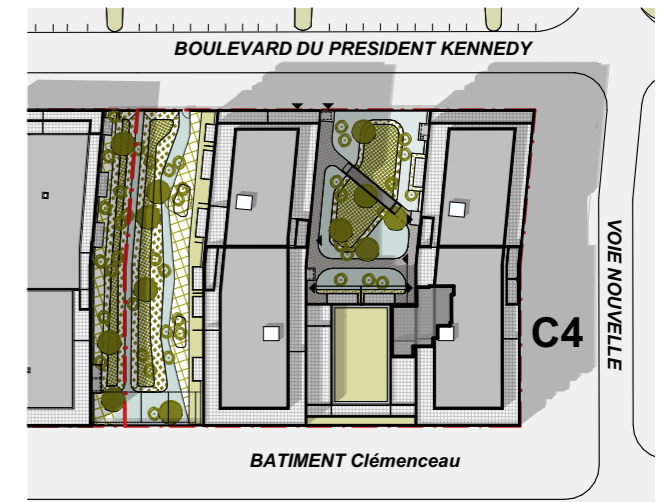 BOULEVARD DU PRESIDENT KENNEDY
VOIE NOUVELLE
C4
BATIMENT Clémenceau